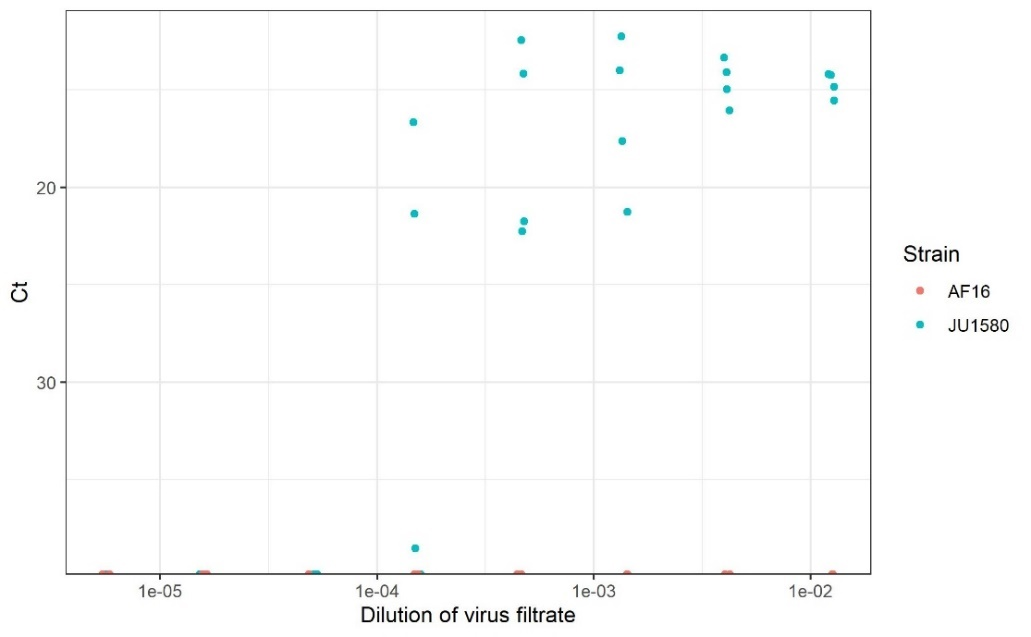 Ct
20
30
1e-05
1e-04
1e-03
1e-02
Dilution of virus filtrate
Strain
AF16
JU1580